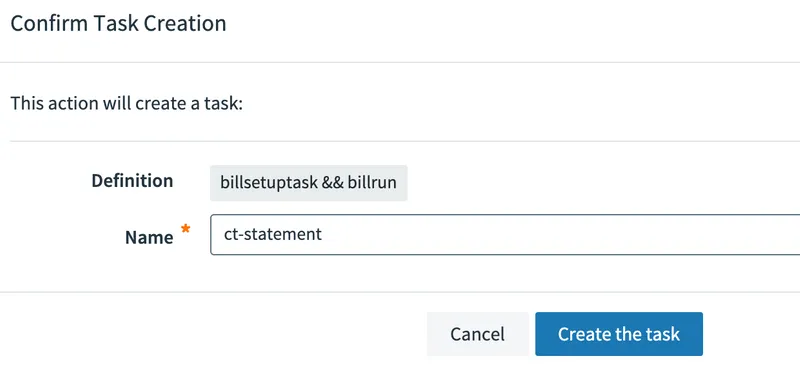 Confirm Task Creation
This action will create a task:
Definition billsetuptask && billrun
Name * ct-statement
Cancel Create the task